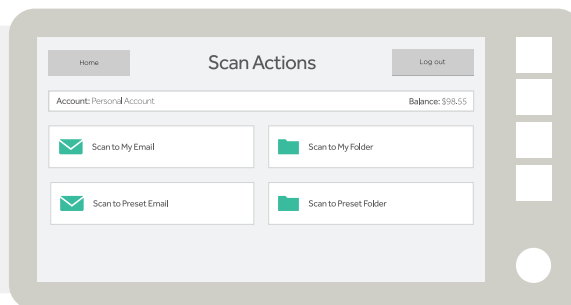 Home
Scan Actions
Log out
Account: Personal Account
Balance: $98.55
Scan to My Email
Scan to My Folder
Scan to Preset Email
Scan to Preset Folder